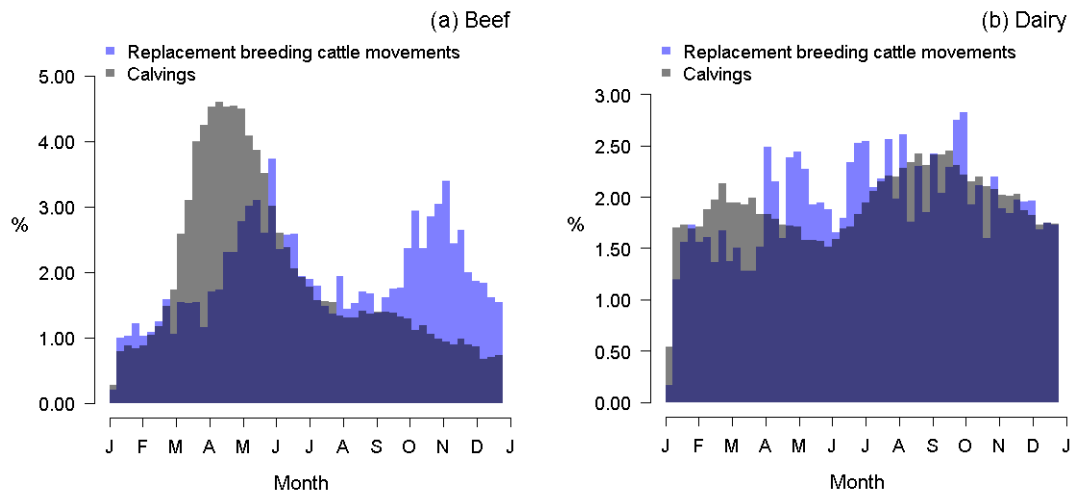 (a) Beef
Replacement breeding cattle movements
Calvings
5.00
4.00
3.00
2.00
1.00
0.00
%
J F M A M J J A S O N D J
Month
(b) Dairy
Replacement breeding cattle movements
Calvings
3.00
2.50
2.00
1.50
1.00
0.50
0.00
%
J F M A M J J A S O N D J
Month